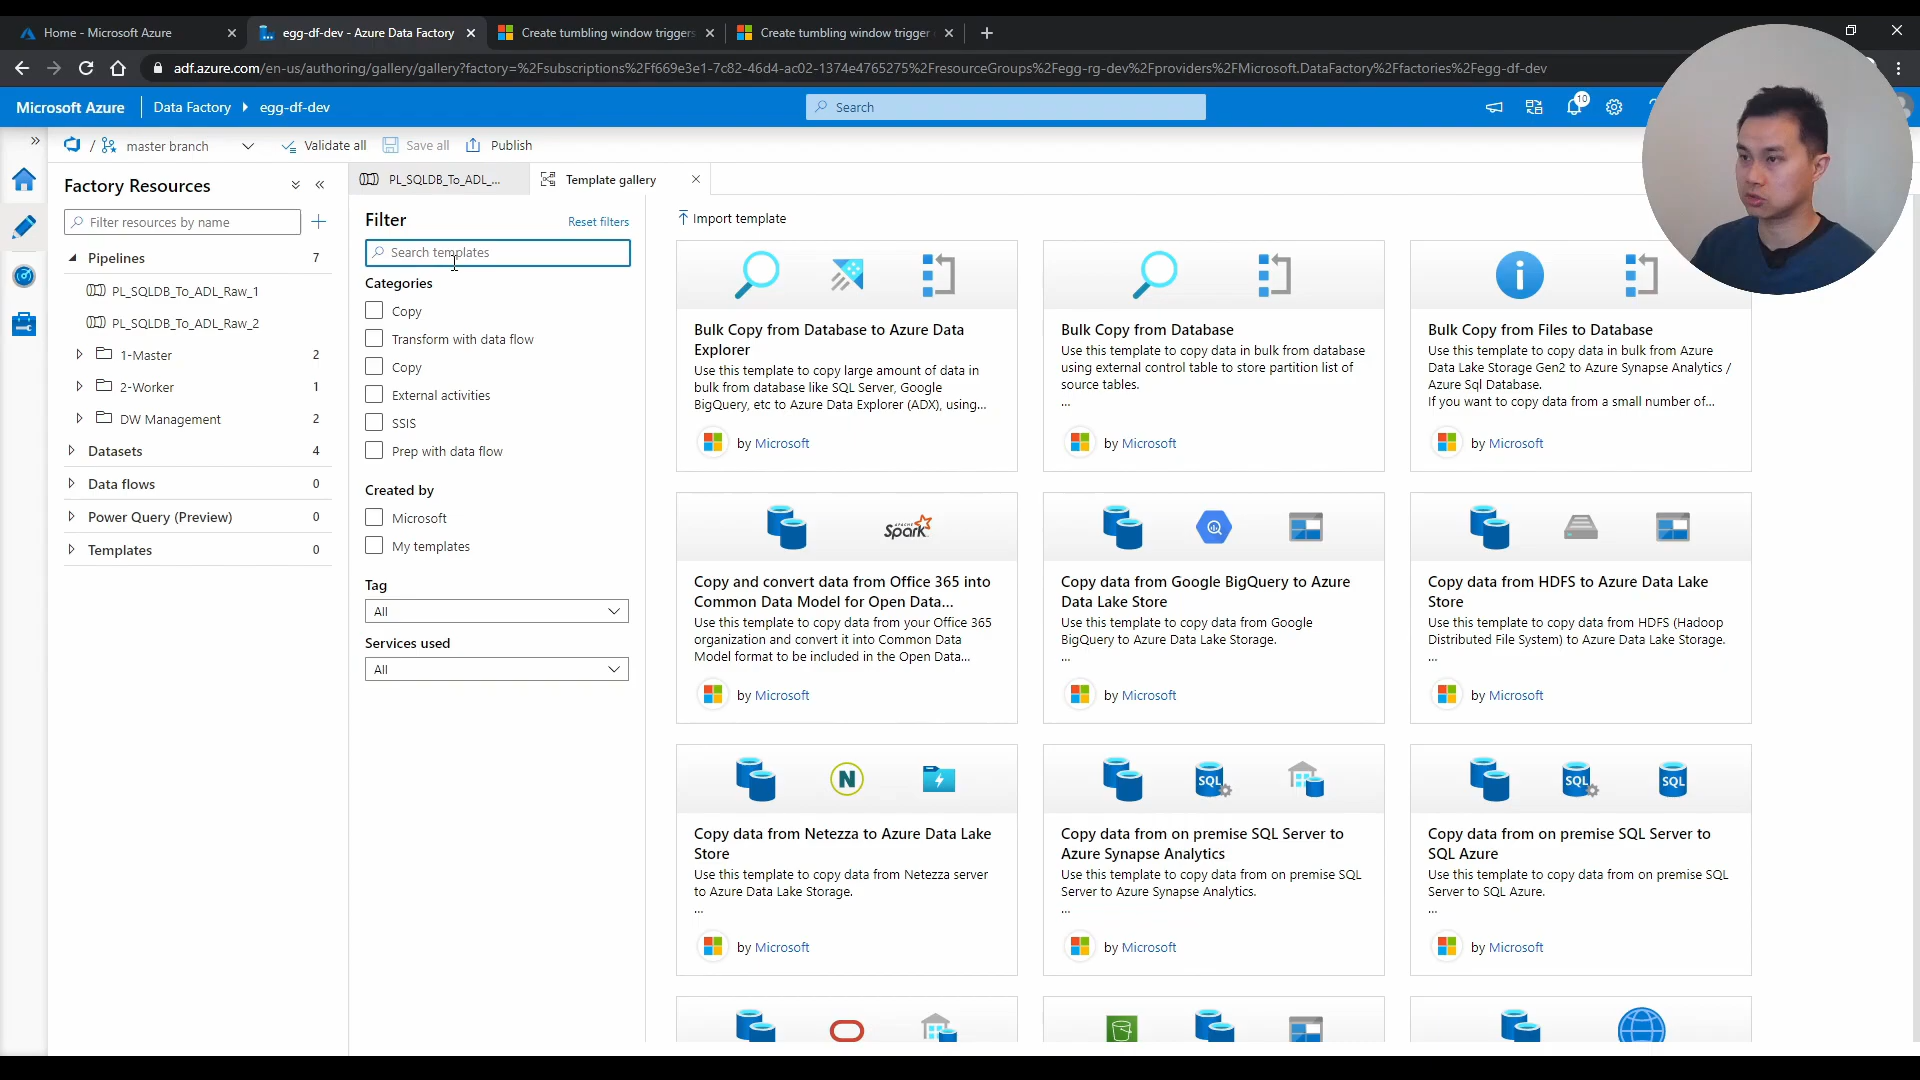 Home - Microsoft Azure
egg-df-dev - Azure Data Factory
Create tumbling window triggers
Create tumbling window trigger
adf.azure.com/en-us/authoring/gallery/gallery?factory=%2Fsubscriptions%2Ff669e3e1-7c82-46d4-ac02-1374e4765275%2FresourceGroups%2Fegg-rg-dev%2Fproviders%2FMicrosoft.DataFactory%2Ffactories%2Fegg-df-dev
Microsoft Azure
Data Factory
egg-df-dev
Search
10
/
master branch
Validate all
Save all
Publish
Factory Resources
Filter resources by name
Pipelines 7
PL_SQLDB_To_ADL_Raw_1
PL_SQLDB_To_ADL_Raw_2
1-Master 2
2-Worker 1
DW Management 2
Datasets 4
Data flows 0
Power Query (Preview) 0
Templates 0
PL_SQLDB_To_ADL_...
Template gallery
Filter
Reset filters
Search templates
Categories
Copy
Transform with data flow
Copy
External activities
SSIS
Prep with data flow
Created by
Microsoft
My templates
Tag
All
Services used
All
Import template
Bulk Copy from Database to Azure Data
Explorer
Use this template to copy large amount of data in
bulk from database like SQL Server, Google
BigQuery, etc to Azure Data Explorer (ADX), using...
by Microsoft
Bulk Copy from Database
Use this template to copy data in bulk from database
using external control table to store partition list of
source tables.
...
by Microsoft
Bulk Copy from Files to Database
Use this template to copy data in bulk from Azure
Data Lake Storage Gen2 to Azure Synapse Analytics /
Azure Sql Database.
If you want to copy data from a small number of...
by Microsoft
APACHE
Spark
Copy and convert data from Office 365 into
Common Data Model for Open Data...
Use this template to copy data from your Office 365
organization and convert it into Common Data
Model format to be included in the Open Data...
by Microsoft
Copy data from Google BigQuery to Azure
Data Lake Store
Use this template to copy data from Google
BigQuery to Azure Data Lake Storage.
...
by Microsoft
Copy data from HDFS to Azure Data Lake
Store
Use this template to copy data from HDFS (Hadoop
Distributed File System) to Azure Data Lake Storage.
...
by Microsoft
N
Copy data from Netezza to Azure Data Lake
Store
Use this template to copy data from Netezza server
to Azure Data Lake Storage.
...
by Microsoft
SQL
Copy data from on premise SQL Server to
Azure Synapse Analytics
Use this template to copy data from on premise SQL
Server to Azure Synapse Analytics.
...
by Microsoft
SQL
SQL
Copy data from on premise SQL Server to
SQL Azure
Use this template to copy data from on premise SQL
Server to SQL Azure.
...
by Microsoft